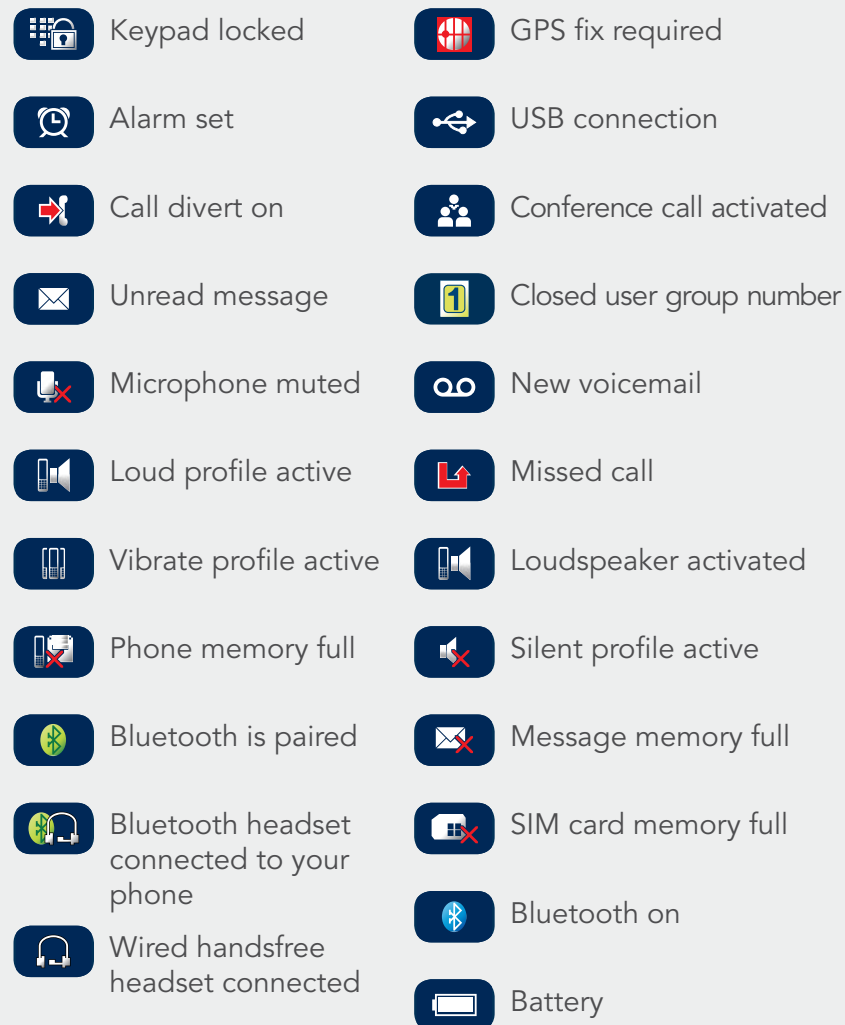 Keypad locked
Alarm set
Call divert on
Unread message
Microphone muted
Loud profile active
Vibrate profile active
Phone memory full
Bluetooth is paired
Bluetooth headset
connected to your
phone
Wired handsfree
headset connected
GPS fix required
USB connection
Conference call activated
1
Closed user group number
New voicemail
Missed call
Loudspeaker activated
Silent profile active
Message memory full
SIM card memory full
Bluetooth on
Battery